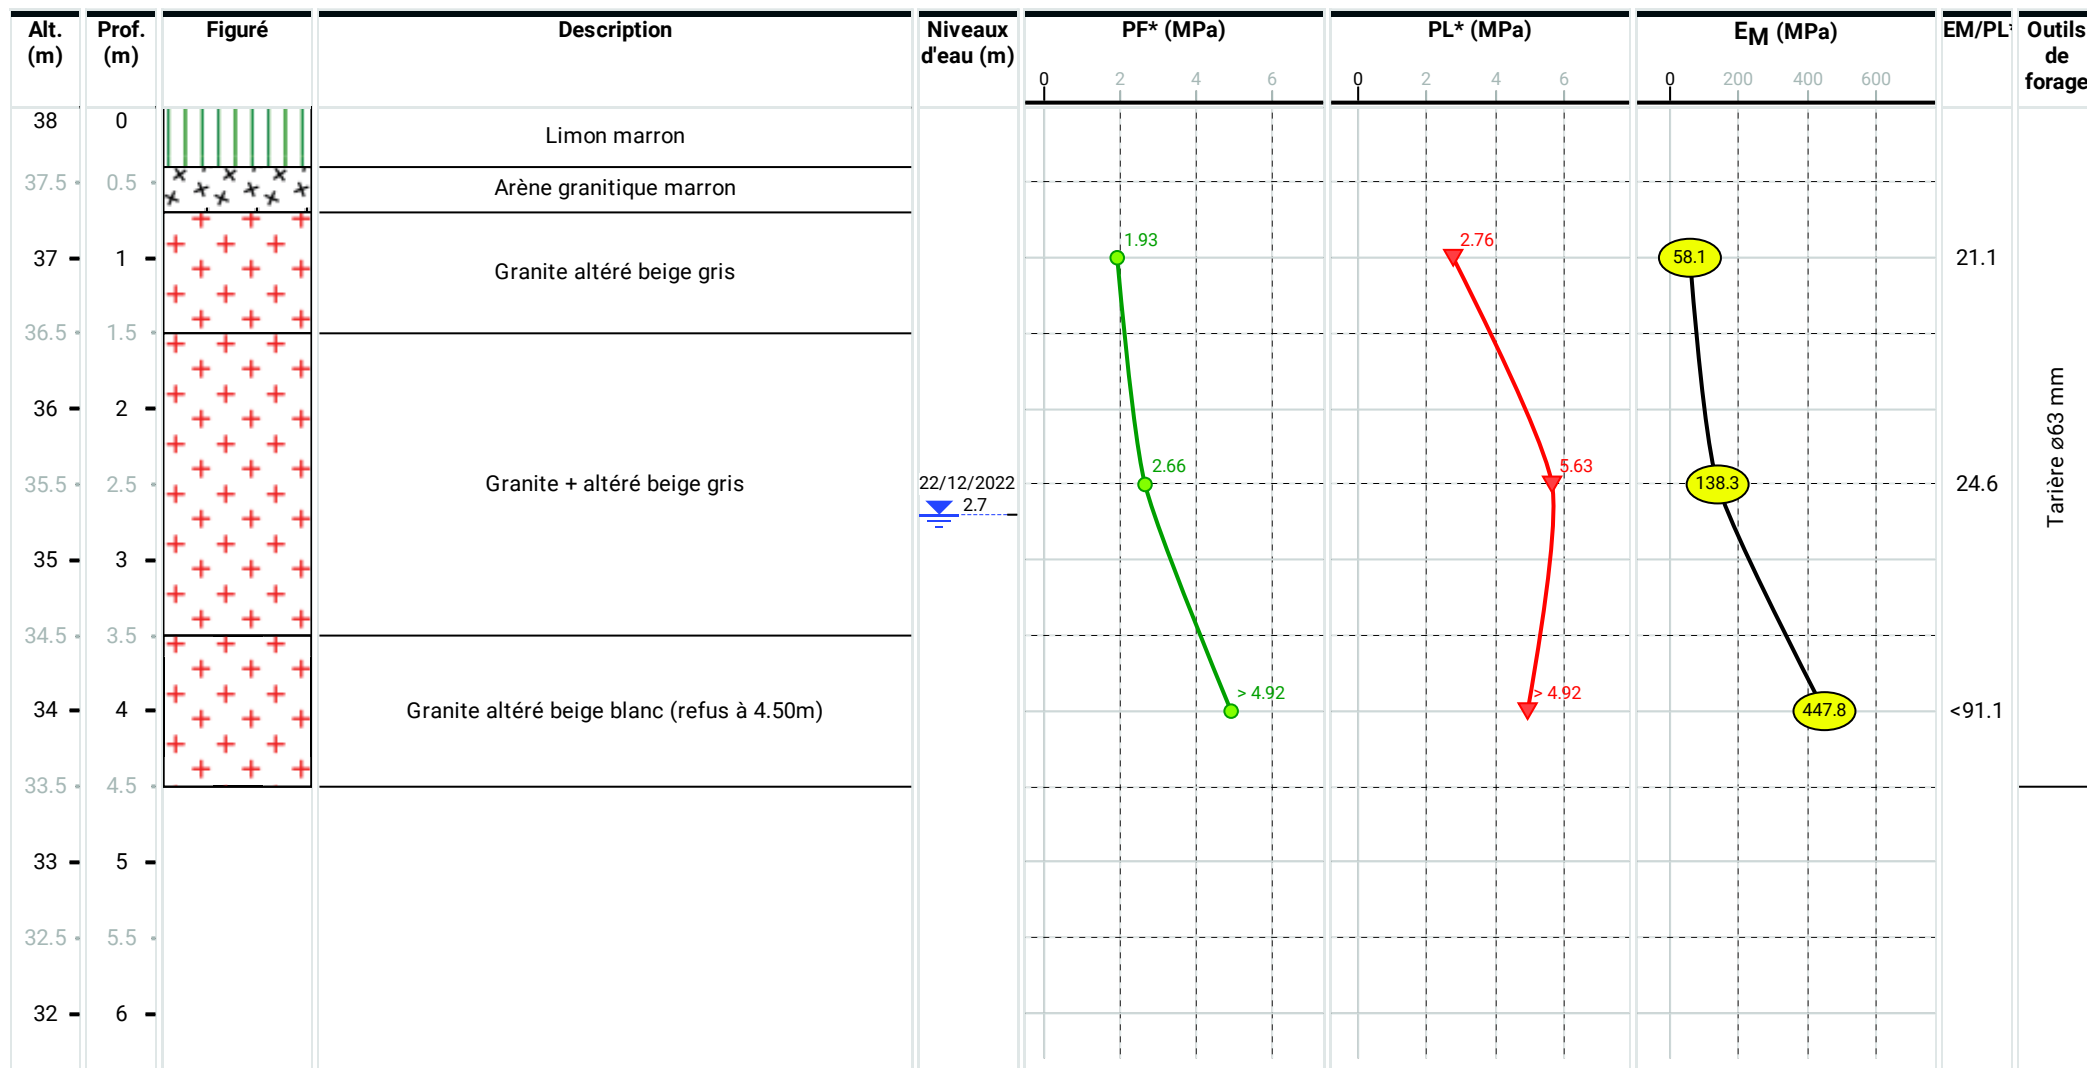 Alt.
(m)
Prof.
(m)
Figuré
Description
Niveaux
d'eau (m)
PF* (MPa)
0 2 4 6
PL* (MPa)
0 2 4 6
EM (MPa)
0 200 400 600
EM/PL*
Outils
de
forage
38 0
Limon marron
37.5 0.5
Arène granitique marron
1.93
2.76
37 1
58.1
21.1
Granite altéré beige gris
36.5 1.5
36 2
Tarière ø63 mm
2.66
5.63
35.5 2.5
Granite + altéré beige gris
22/12/2022
138.3
24.6
2.7
35 3
34.5 3.5
> 4.92
> 4.92
34 4
Granite altéré beige blanc (refus à 4.50m)
447.8
<91.1
33.5 4.5
33 5
32.5 5.5
32 6